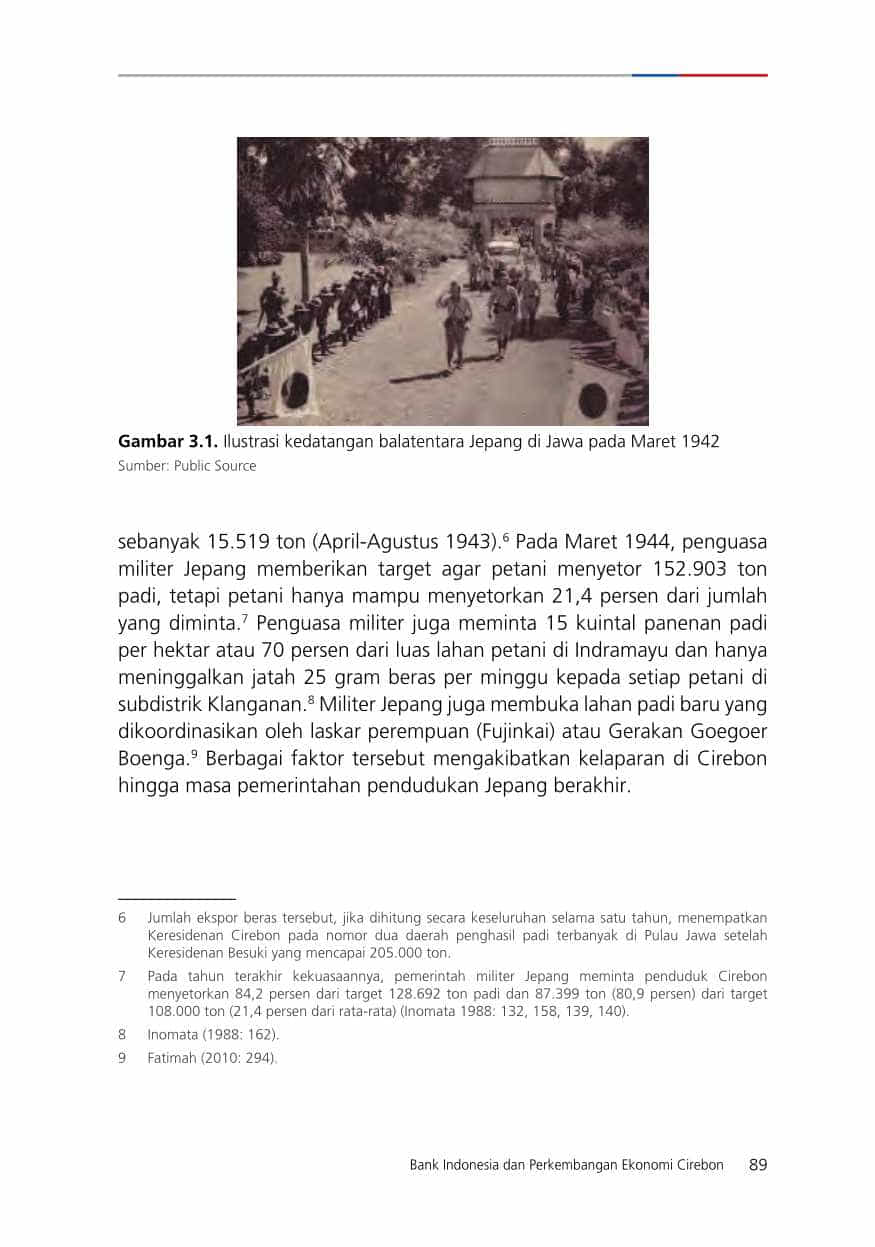 Gambar 3.1. Ilustrasi kedatangan balatentara Jepang di Jawa pada Maret 1942
Sumber: Public Source
sebanyak 15.519 ton (April-Agustus 1943).⁶ Pada Maret 1944, penguasa
militer Jepang memberikan target agar petani menyetor 152.903 ton
padi, tetapi petani hanya mampu menyetorkan 21,4 persen dari jumlah
yang diminta.⁷ Penguasa militer juga meminta 15 kuintal panenan padi
per hektar atau 70 persen dari luas lahan petani di Indramayu dan hanya
meninggalkan jatah 25 gram beras per minggu kepada setiap petani di
subdistrik Klanganan.⁸ Militer Jepang juga membuka lahan padi baru yang
dikoordinasikan oleh laskar perempuan (Fujinkai) atau Gerakan Goegoer
Boenga.⁹ Berbagai faktor tersebut mengakibatkan kelaparan di Cirebon
hingga masa pemerintahan pendudukan Jepang berakhir.
6 Jumlah ekspor beras tersebut, jika dihitung secara keseluruhan selama satu tahun, menempatkan
Keresidenan Cirebon pada nomor dua daerah penghasil padi terbanyak di Pulau Jawa setelah
Keresidenan Besuki yang mencapai 205.000 ton.
7 Pada tahun terakhir kekuasaannya, pemerintah militer Jepang meminta penduduk Cirebon
menyetorkan 84,2 persen dari target 128.692 ton padi dan 87.399 ton (80,9 persen) dari target
108.000 ton (21,4 persen dari rata-rata) (Inomata 1988: 132, 158, 139, 140).
8 Inomata (1988: 162).
9 Fatimah (2010: 294).
Bank Indonesia dan Perkembangan Ekonomi Cirebon 89